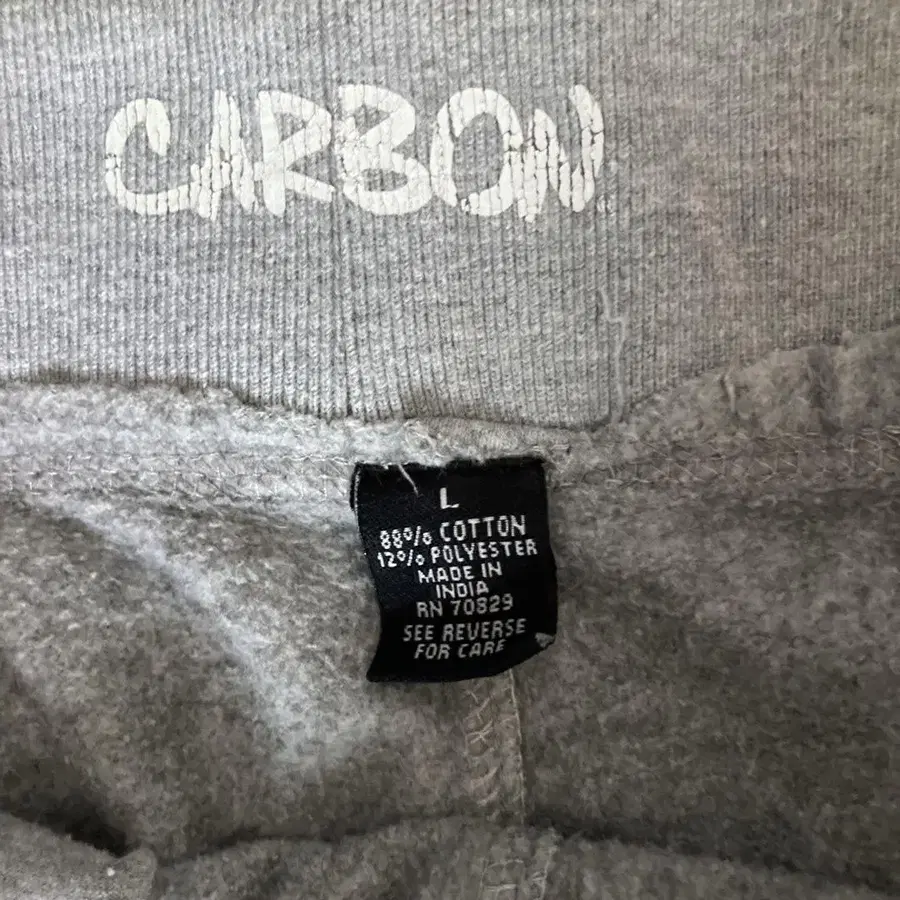 CARBON
L
88% COTTON
12% POLYESTER
MADE IN
INDIA
RN 70829
SEE REVERSE
FOR CARE